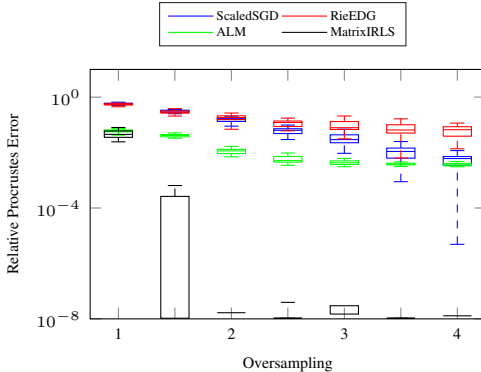 ScaledSGD RieEDG
ALM MatrixIRLS
Relative Procrustes Error
10^0
10^−4
10^−8
1 2 3 4
Oversampling